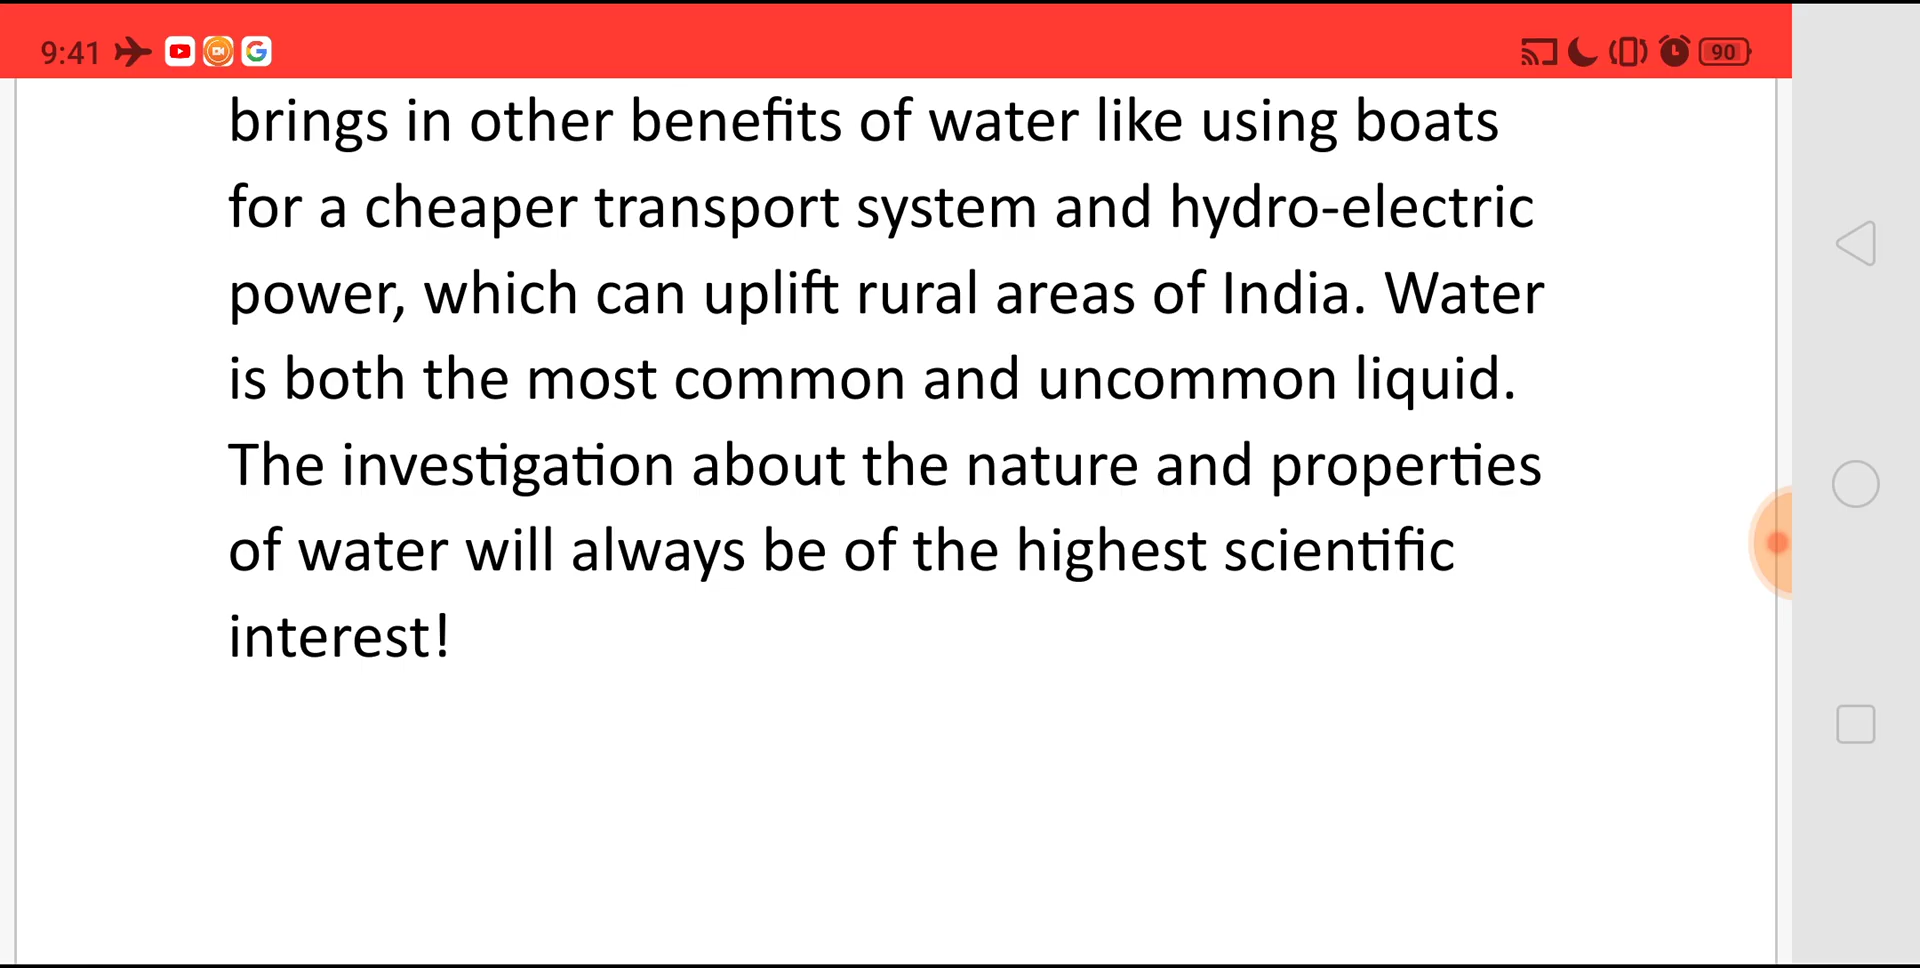 9:41
90
brings in other benefits of water like using boats
for a cheaper transport system and hydro-electric
power, which can uplift rural areas of India. Water
is both the most common and uncommon liquid.
The investigation about the nature and properties
of water will always be of the highest scientific
interest!